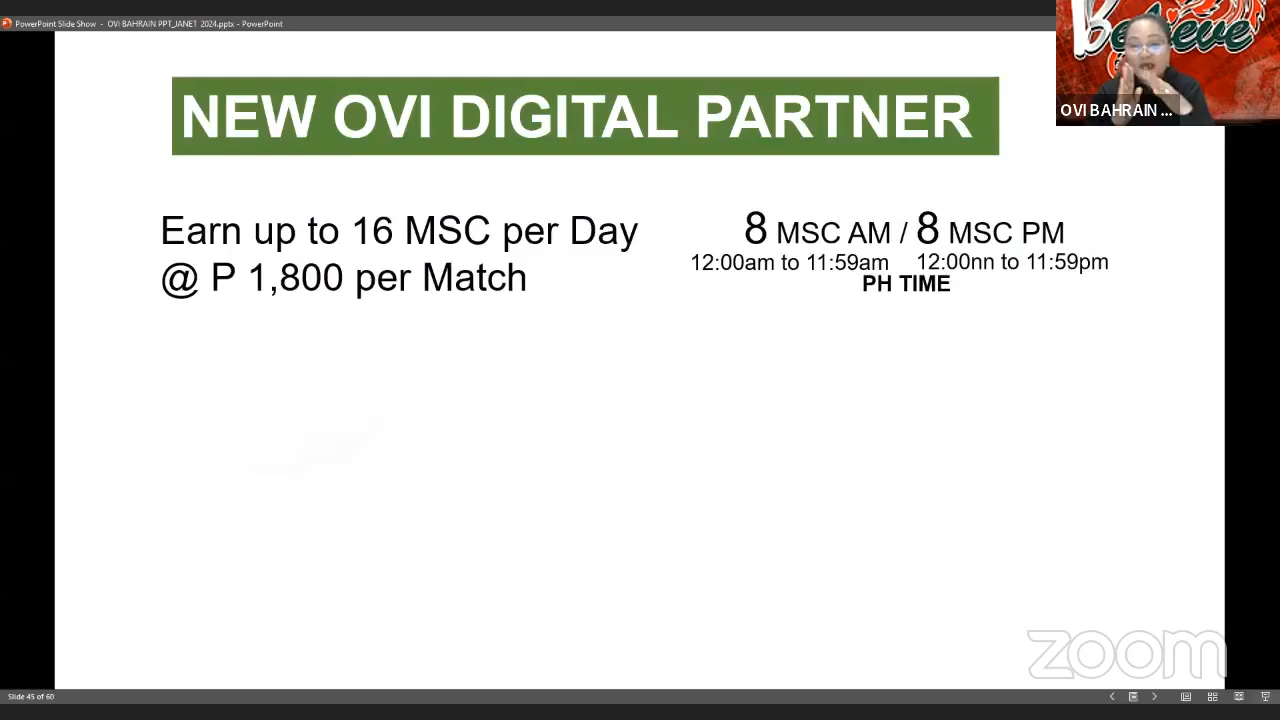 PowerPoint Slide Show - OVI BAHRAIN PPT_JANET 2024.pptx - PowerPoint
Believe
OVI BAHRAIN ...
NEW OVI DIGITAL PARTNER
Earn up to 16 MSC per Day
@ P 1,800 per Match
8 MSC AM / 8 MSC PM
12:00am to 11:59am 12:00nn to 11:59pm
PH TIME
zoom
Slide 45 of 60